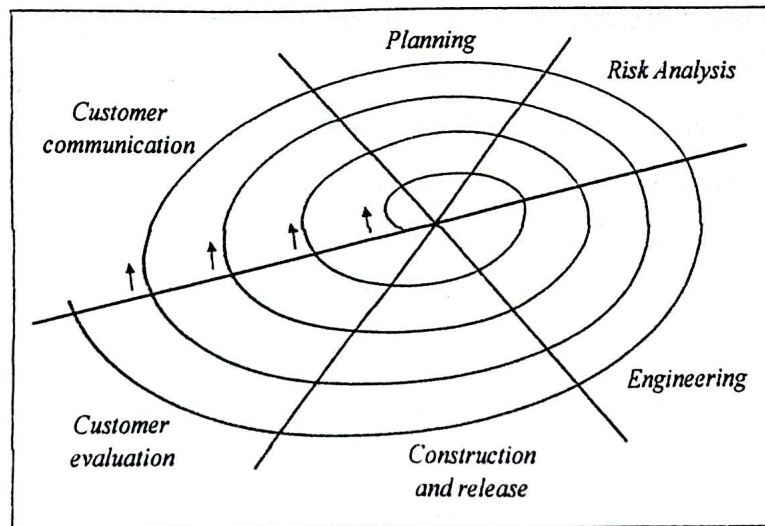 Planning
Risk Analysis
Customer
communication
Engineering
Customer
evaluation
Construction
and release